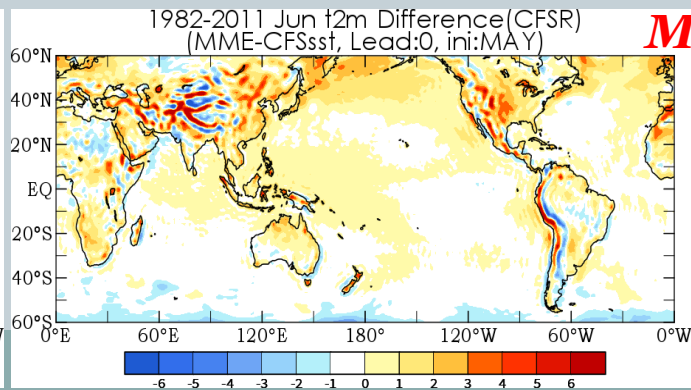 1982-2011 Jun t2m Difference(CFSR)
(MME-CFSsst, Lead:0, ini:MAY)
M
60°N
40°N
20°N
EQ
20°S
40°S
60°S
0°E 60°E 120°E 180° 120°W 60°W 0°W
-6 -5 -4 -3 -2 -1 0 1 2 3 4 5 6